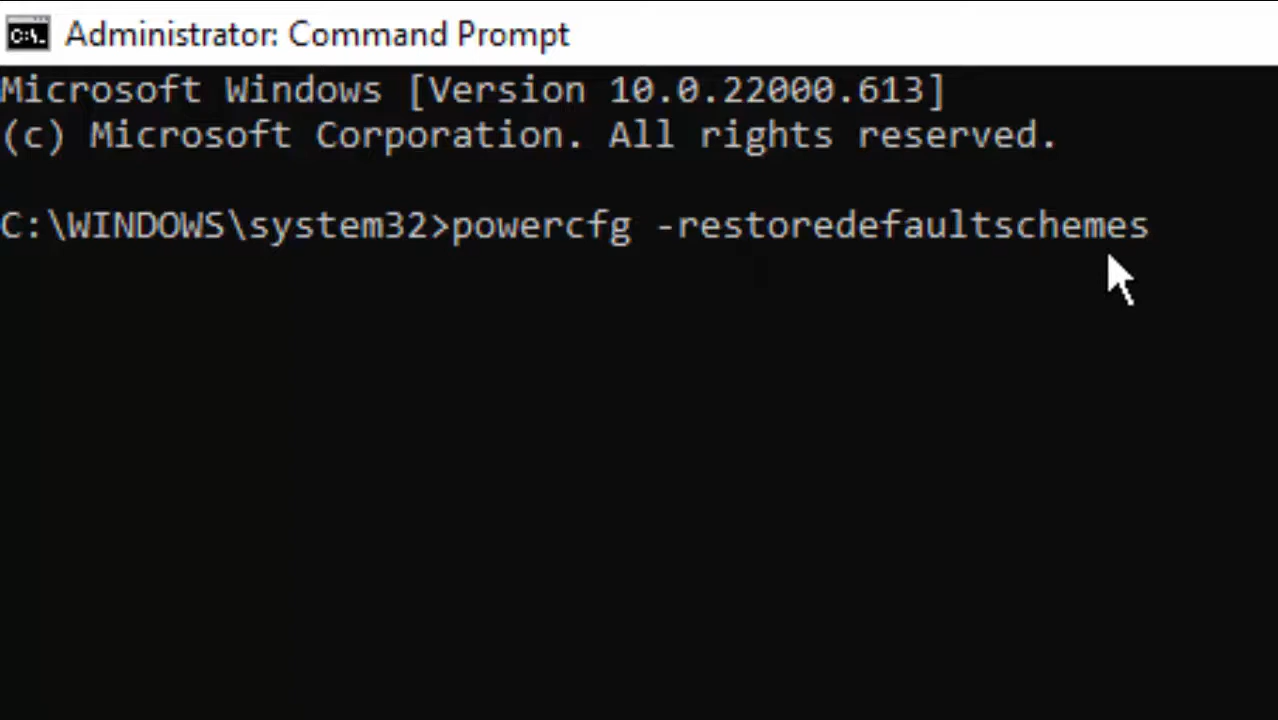 Administrator: Command Prompt
Microsoft Windows [Version 10.0.22000.613]
(c) Microsoft Corporation. All rights reserved.
C:\WINDOWS\system32>powercfg -restoredefaultschemes